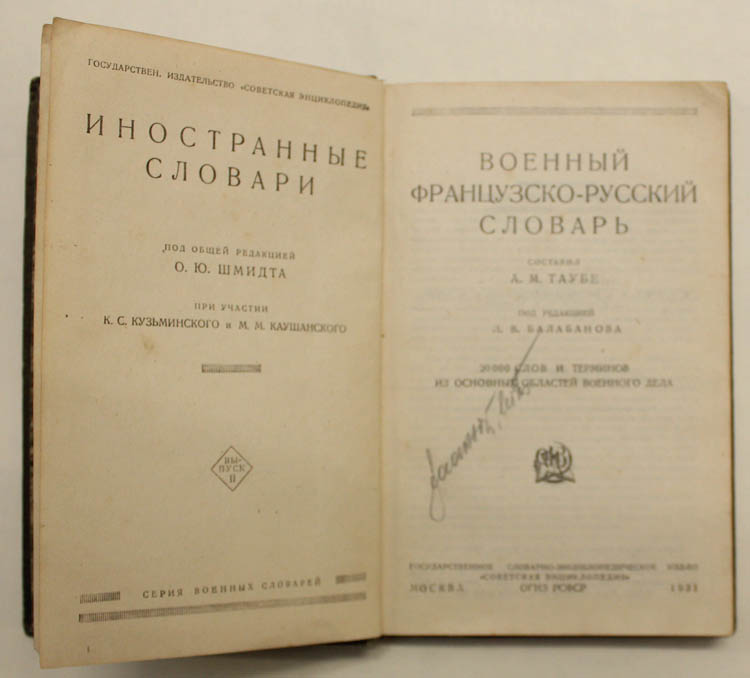 ГОСУДАРСТВЕН. ИЗДАТЕЛЬСТВО «СОВЕТСКАЯ ЭНЦИКЛОПЕДИЯ»
ИНОСТРАННЫЕ
СЛОВАРИ
ПОД ОБЩЕЙ РЕДАКЦИЕЙ
О. Ю. ШМИДТА
ПРИ УЧАСТИИ
К. С. КУЗЬМИНСКОГО и М. М. КАУШАНСКОГО
ВЫ-
ПУСК
II
СЕРИЯ ВОЕННЫХ СЛОВАРЕЙ
ВОЕННЫЙ
ФРАНЦУЗСКО-РУССКИЙ
СЛОВАРЬ
СОСТАВИЛ
А. М. ТАУБЕ
ПОД РЕДАКЦИЕЙ
Л. В. БАЛАБАНОВА
20 000 СЛОВ И ТЕРМИНОВ
ИЗ ОСНОВНЫХ ОБЛАСТЕЙ ВОЕННОГО ДЕЛА
ГОСУДАРСТВЕННОЕ СЛОВАРНО-ЭНЦИКЛОПЕДИЧЕСКОЕ ИЗД-ВО
«СОВЕТСКАЯ ЭНЦИКЛОПЕДИЯ»
МОСКВА ОГИЗ РСФСР 1931